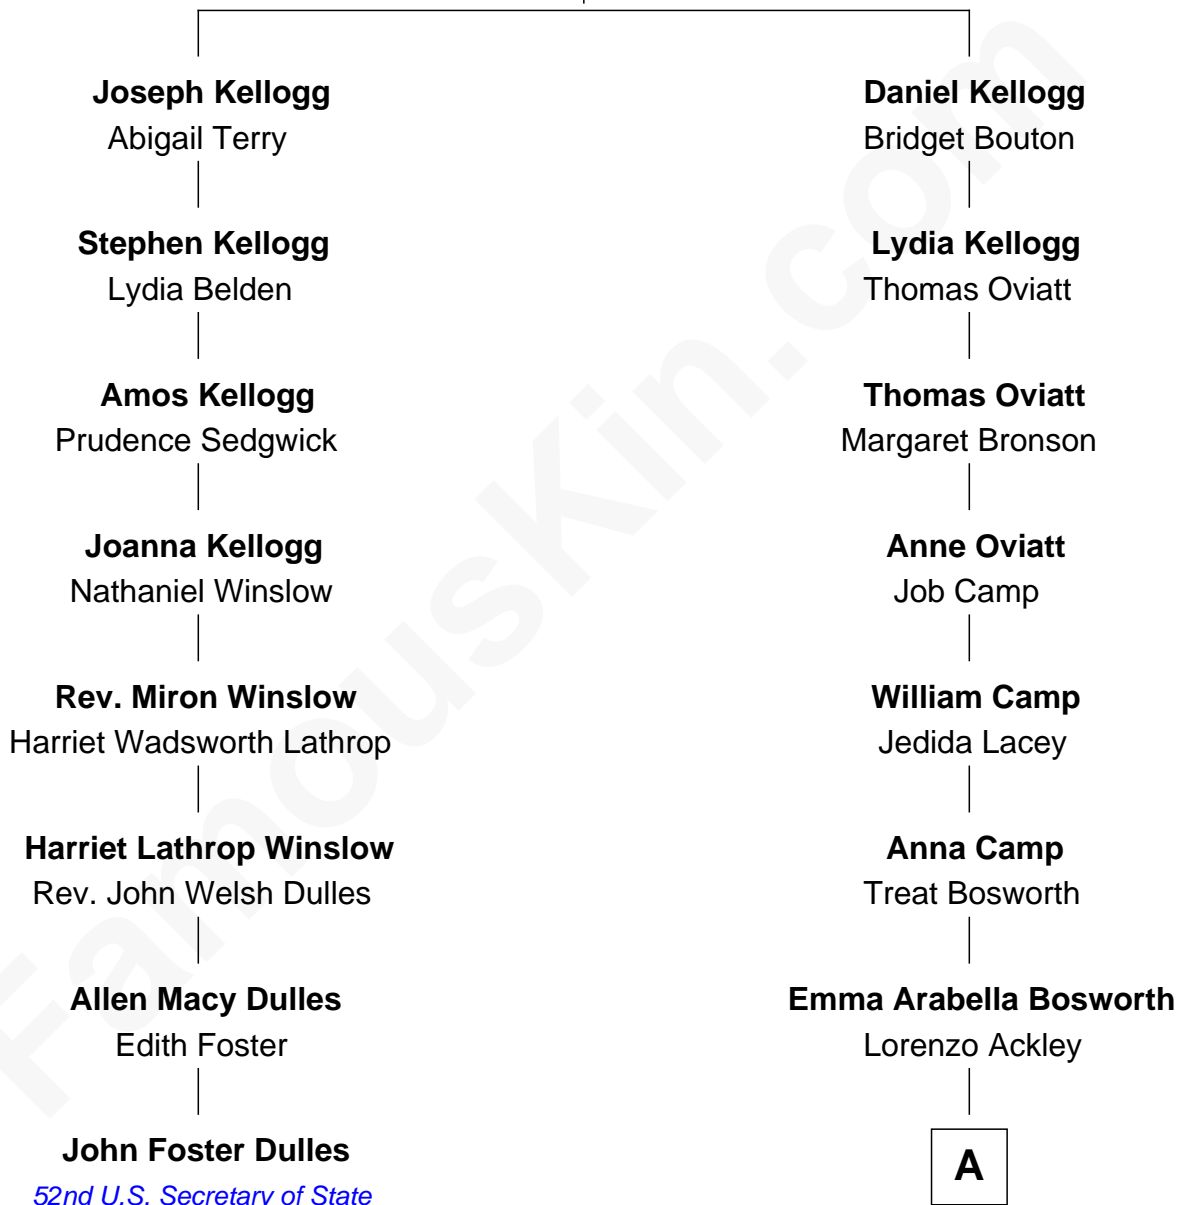 Joseph Kellogg
Abigail Terry
Stephen Kellogg
Lydia Belden
Amos Kellogg
Prudence Sedgwick
Joanna Kellogg
Nathaniel Winslow
Rev. Miron Winslow
Harriet Wadsworth Lathrop
Harriet Lathrop Winslow
Rev. John Welsh Dulles
Allen Macy Dulles
Edith Foster
John Foster Dulles
52nd U.S. Secretary of State
Daniel Kellogg
Bridget Bouton
Lydia Kellogg
Thomas Oviatt
Thomas Oviatt
Margaret Bronson
Anne Oviatt
Job Camp
William Camp
Jedida Lacey
Anna Camp
Treat Bosworth
Emma Arabella Bosworth
Lorenzo Ackley
A
FamousKin.com